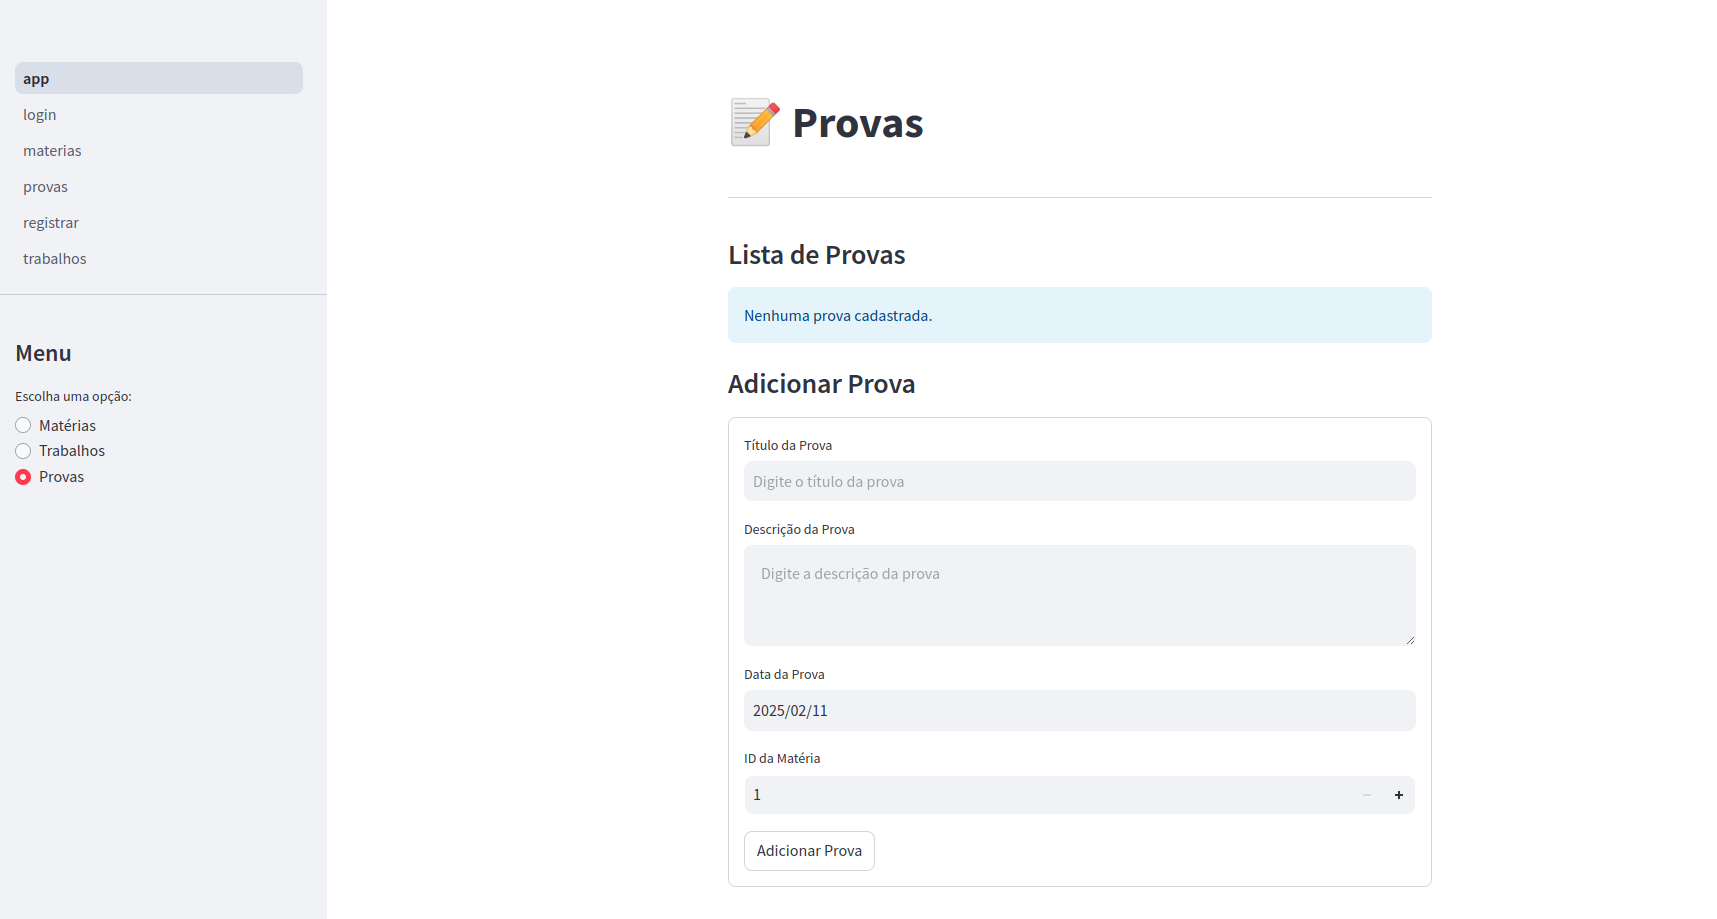 app
login
materias
provas
registrar
trabalhos
Menu
Escolha uma opção:
Matérias
Trabalhos
Provas
Provas
Lista de Provas
Nenhuma prova cadastrada.
Adicionar Prova
Título da Prova
Digite o título da prova
Descrição da Prova
Digite a descrição da prova
Data da Prova
2025/02/11
ID da Matéria
1
Adicionar Prova